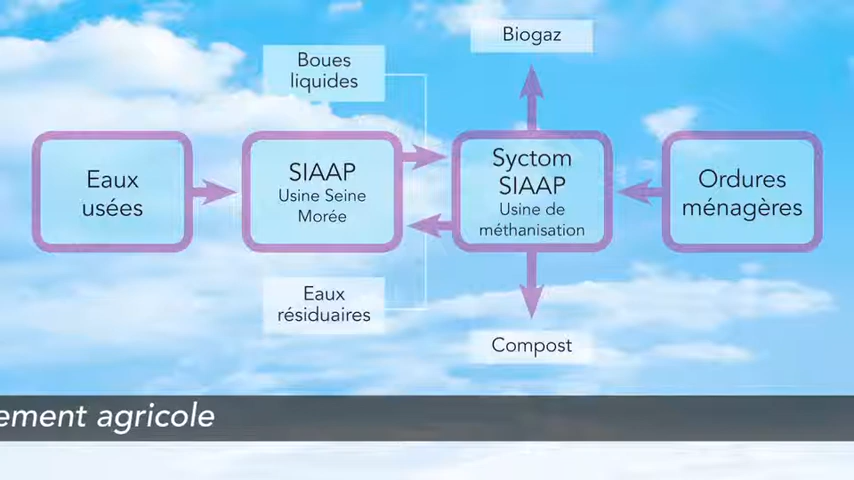 Biogaz
Boues
liquides
Eaux
usées
SIAAP
Usine Seine
Morée
Syctom
SIAAP
Usine de
méthanisation
Ordures
ménagères
Eaux
résiduaires
Compost
ement agricole